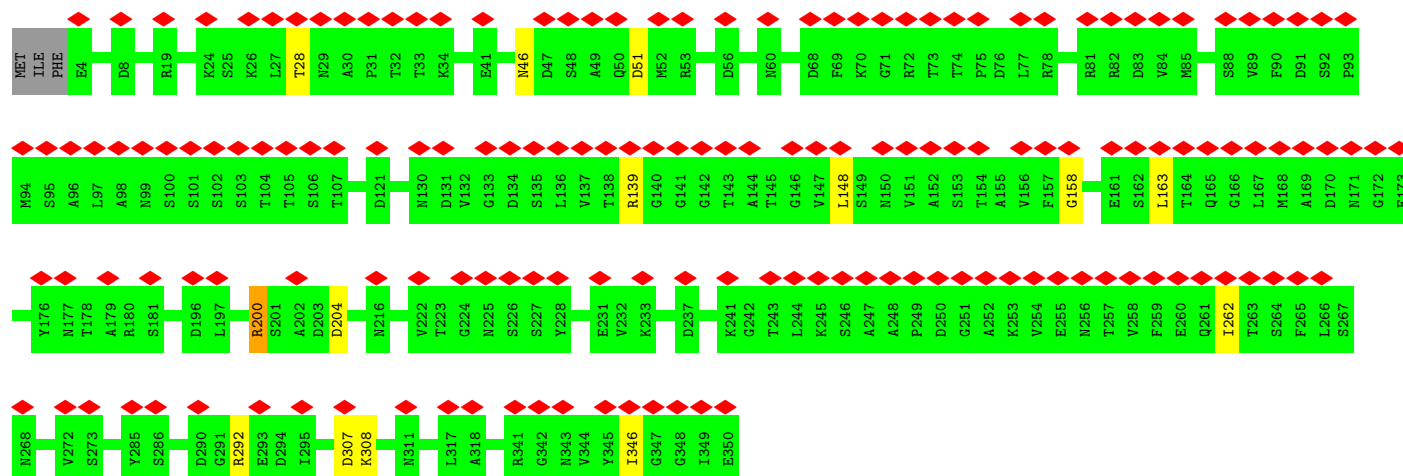 MET ILE PHE E4 D8 R19 K24 S25 K26 L27 T28 N29 A30 P31 T32 T33 K34 E41 N46 D47 S48 A49 Q50 D51 M52 R53 D56 N60 D68 F69 K70 G71 R72 T73 T74 P75 D76 L77 R78 R81 R82 D83 V84 M85 S88 V89 F90 D91 S92 P93
M94 S95 A96 L97 A98 N99 S100 S101 S102 S103 T104 T105 S106 T107 D121 N130 D131 V132 G133 D134 S135 L136 V137 T138 R139 G140 G141 G142 T143 A144 T145 G146 V147 L148 S149 N150 V151 A152 S153 T154 A155 V156 F157 G158 E161 S162 L163 T164 Q165 G166 L167 M168 A169 D170 N171 G172
Y176 N177 T178 A179 R180 S181 D196 L197 R200 S201 A202 D203 D204 N216 V222 T223 G224 N225 S226 S227 Y228 E231 V232 K233 D237 K241 G242 T243 L244 K245 S246 A247 A248 P249 D250 G251 A252 K253 V254 E255 N256 T257 V258 F259 E260 Q261 I262 T263 S264 F265 L266 S267
N268 V272 S273 Y285 S286 D290 G291 R292 E293 D294 I295 D307 K308 N311 L317 A318 R341 G342 N343 V344 Y345 I346 G347 G348 I349 E350